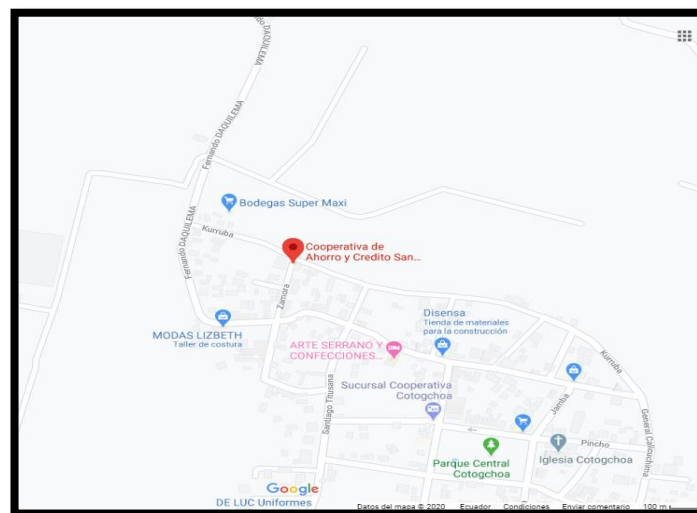 Fernando DAQUILEMA
Bodegas Super Maxi
Kurruba
Cooperativa de
Ahorro y Credito San...
Fernando DAQUILEMA
Zamora
Disensa
Tienda de materiales
para la construcción
MODAS LIZBETH
Taller de costura
ARTE SERRANO Y
CONFECCIONES...
Kurruba
Sucursal Cooperativa
Cotogchoa
Jamba
Santiago Titusana
General Calicuchima
Pincho
Parque Central
Cotogchoa
Iglesia Cotogchoa
Google
DE LUC Uniformes
Datos del mapa © 2020 Ecuador Condiciones Enviar comentario 100 m